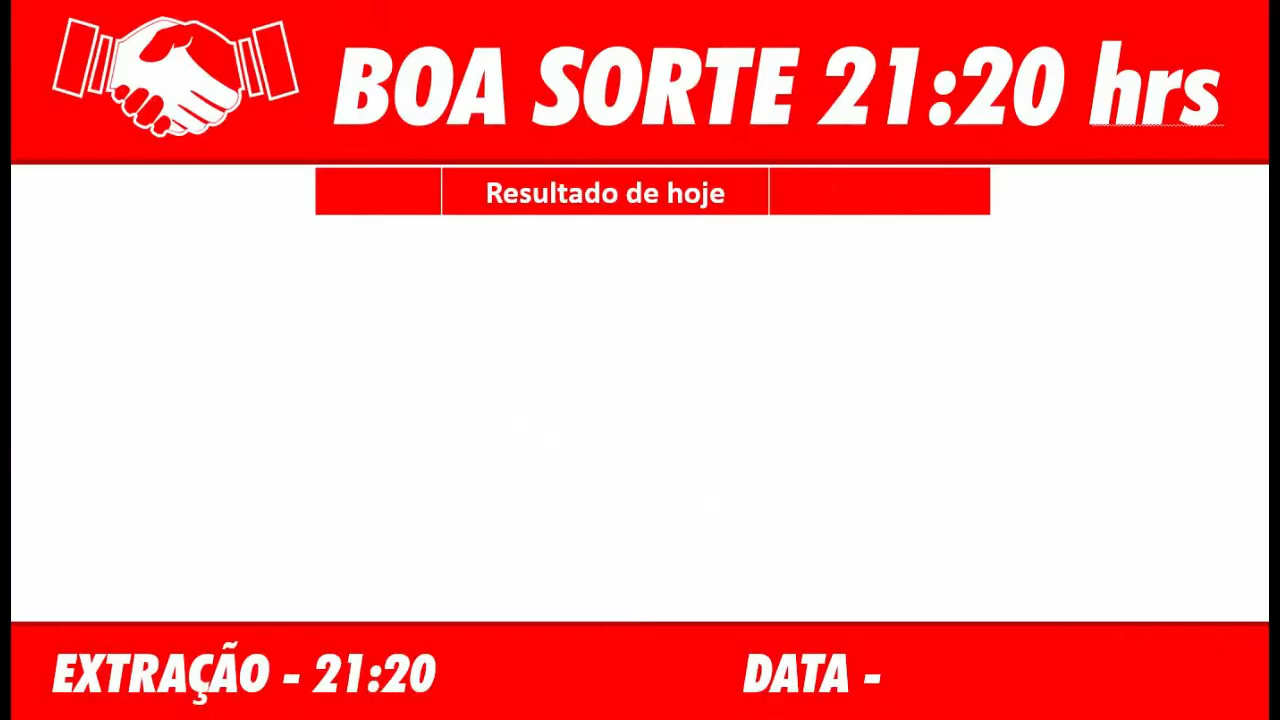 BOA SORTE 21:20 hrs
Resultado de hoje
EXTRAÇÃO - 21:20
DATA -